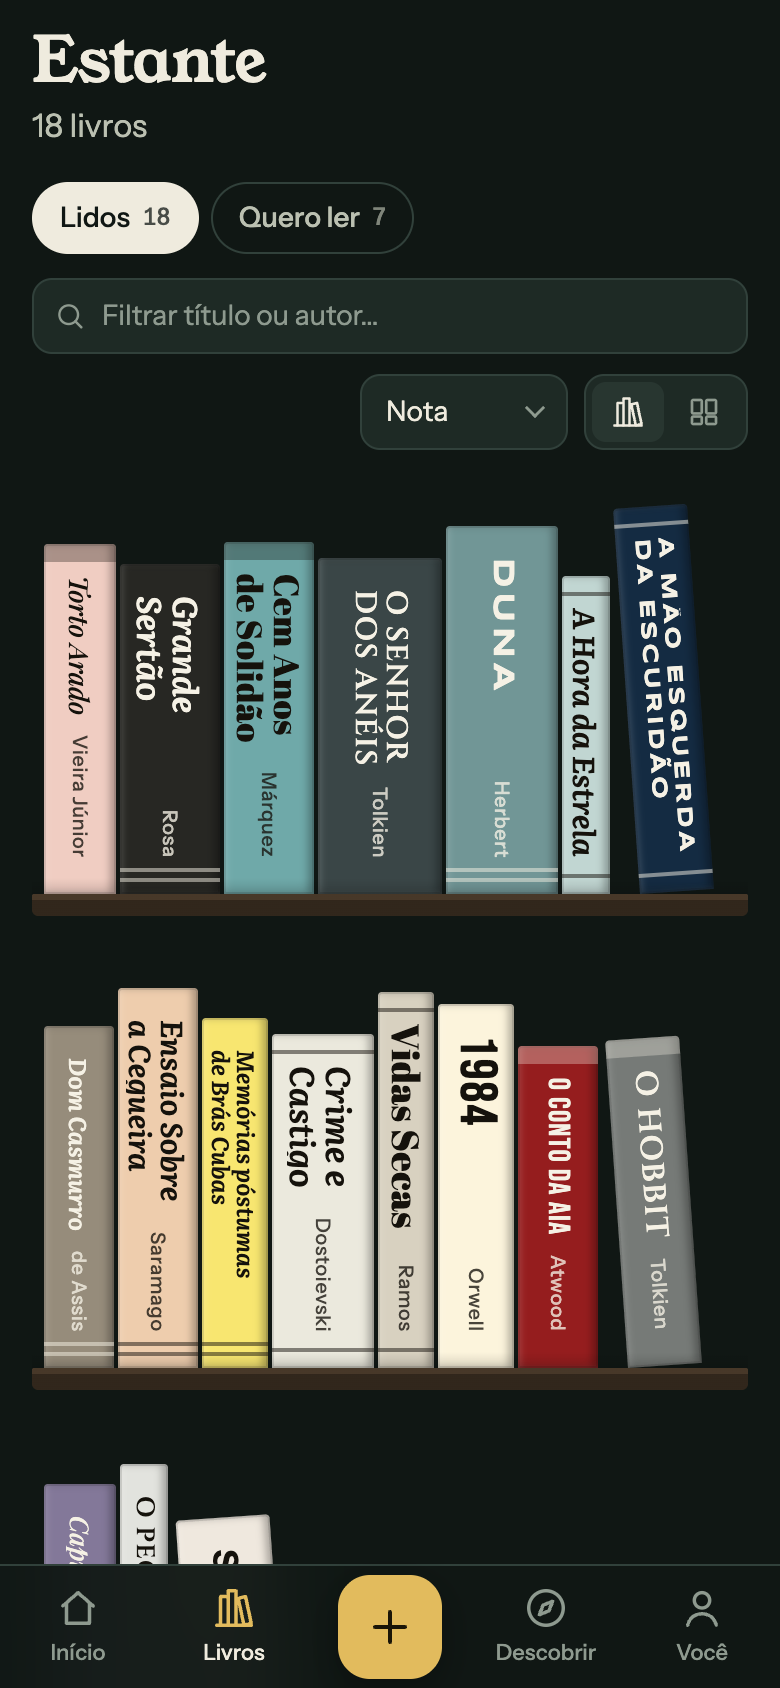 Estante
18 livros
Lidos 18
Quero ler 7
Filtrar título ou autor...
Nota
Torto Arado
Vieira Júnior
Grande
Sertão
Rosa
Cem Anos
de Solidão
Márquez
O SENHOR
DOS ANÉIS
Tolkien
DUNA
Herbert
A Hora da Estrela
A MÃO ESQUERDA
DA ESCURIDÃO
Dom Casmurro
de Assis
Ensaio Sobre
a Cegueira
Saramago
Memórias póstumas
de Brás Cubas
Crime e
Castigo
Dostoievski
Vidas Secas
Ramos
1984
Orwell
O CONTO DA AIA
Atwood
O HOBBIT
Tolkien
O
Início
Livros
Descobrir
Você